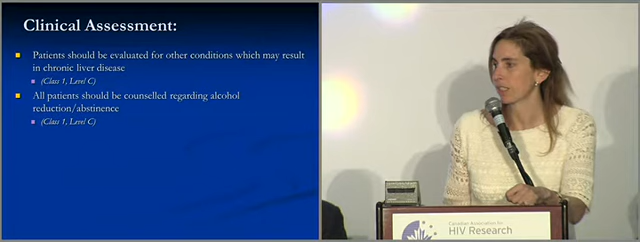 Clinical Assessment:
Patients should be evaluated for other conditions which may result
in chronic liver disease
(Class 1, Level C)
All patients should be counselled regarding alcohol
reduction/abstinence
(Class 1, Level C)
Canadian Association for
HIV Research